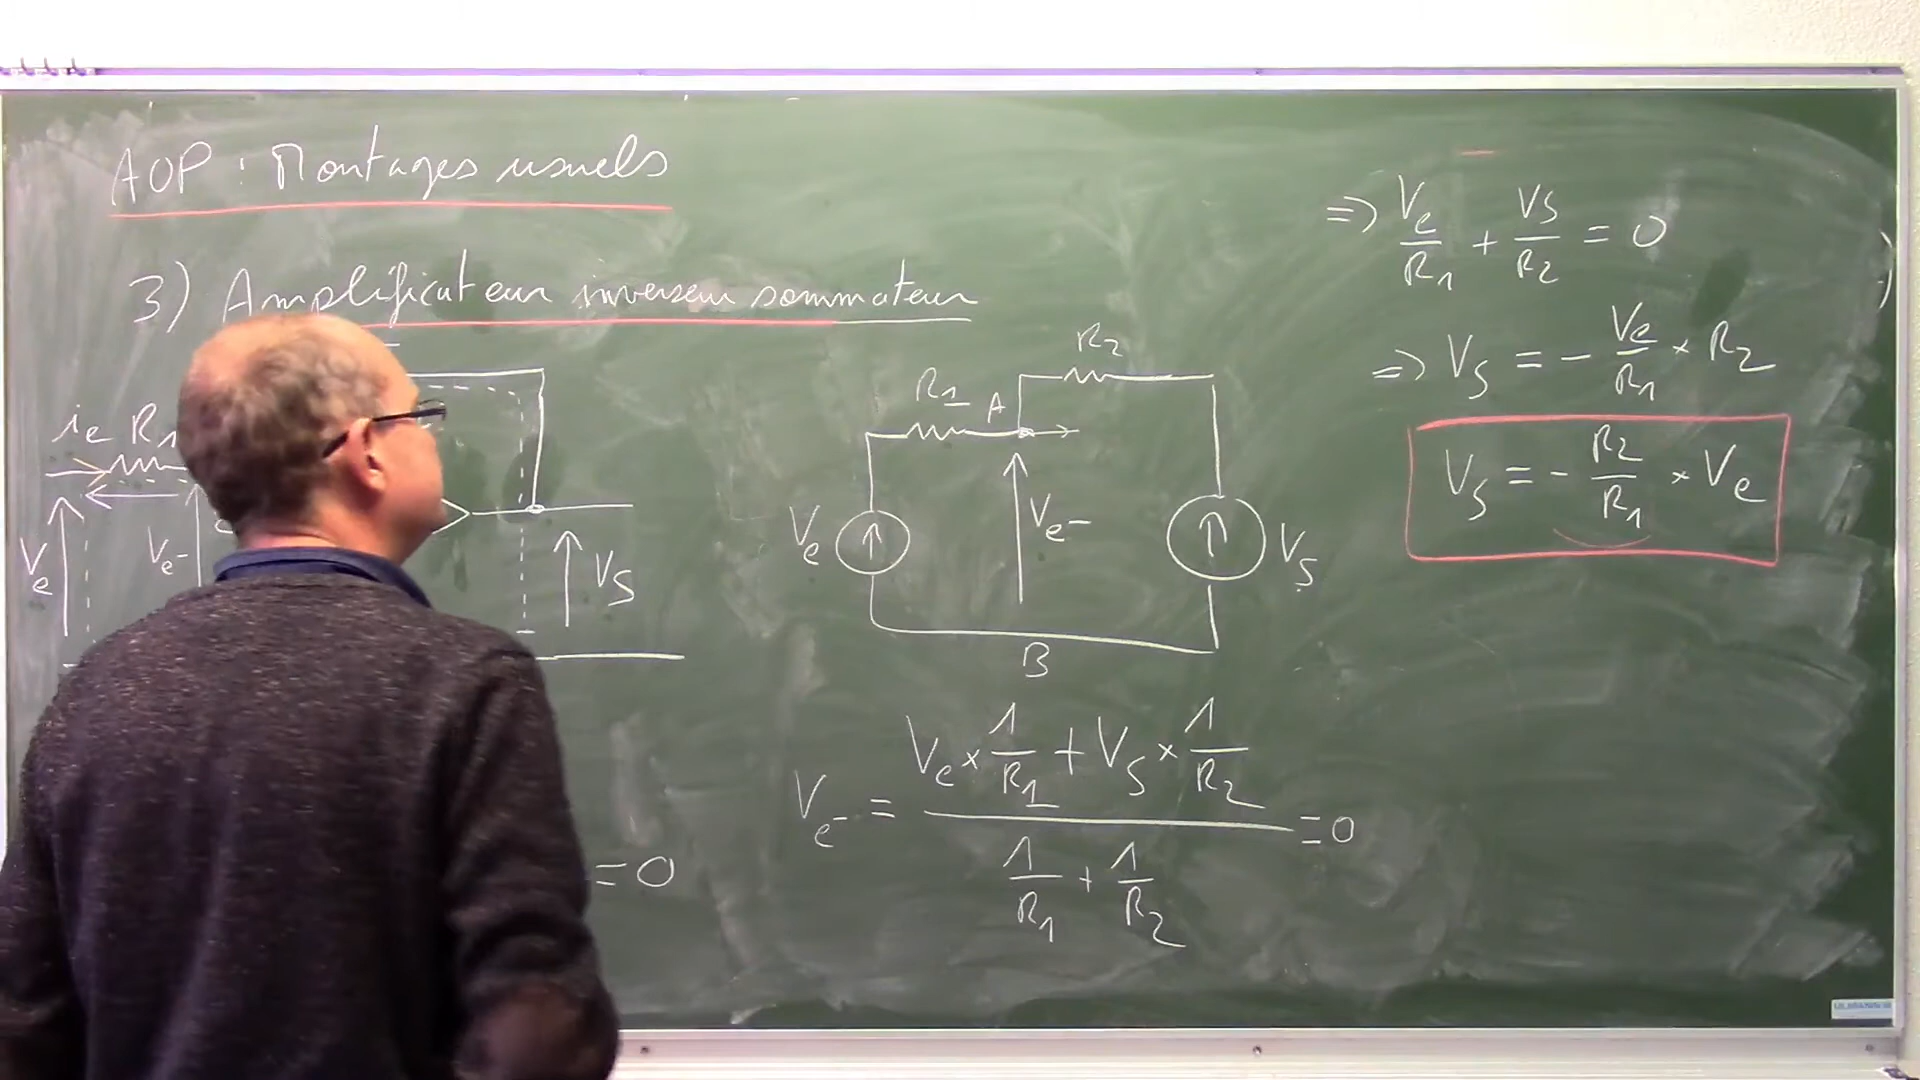 AOP : Montages usuels
3) Amplificateur inverseur sommateur
ie R1
Ve
Ve-
VS
R2
R1 A
Ve
Ve-
VS
B
Ve- = (Ve × 1/R1 + VS × 1/R2) / (1/R1 + 1/R2) = 0
= 0
⇒ Ve/R1 + VS/R2 = 0
⇒ VS = - Ve/R1 × R2
VS = - R2/R1 × Ve